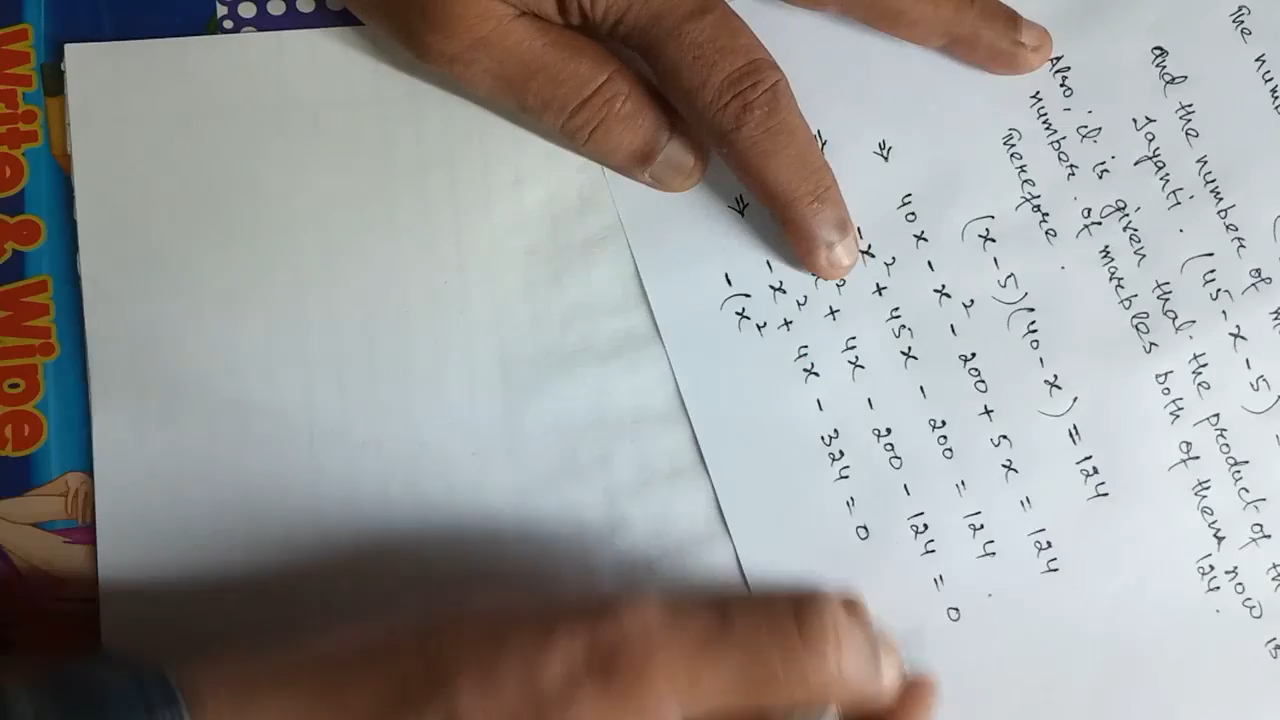 The num
and the number of m
Jayanti. (45-x-5) =
Also, it is given that the product of th
number of marbles both of them now is
124.
Therefore.
(x-5)(40-x) = 124
⇒ 40x - x² - 200 + 5x = 124
⇒ -x² + 45x - 200 = 124
x² + 4x - 200 - 124 = 0
⇒ -x² + 4x - 324 = 0
-(x²
Write & Wipe